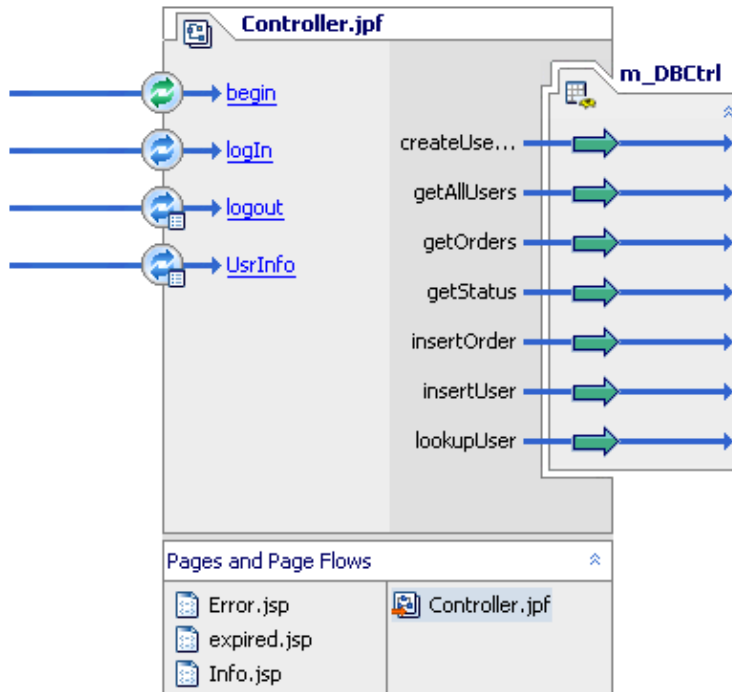 Controller.jpf
m_DBCtrl
begin
logIn
logout
UsrInfo
createUse...
getAllUsers
getOrders
getStatus
insertOrder
insertUser
lookupUser
Pages and Page Flows
Error.jsp
expired.jsp
Info.jsp
Controller.jpf